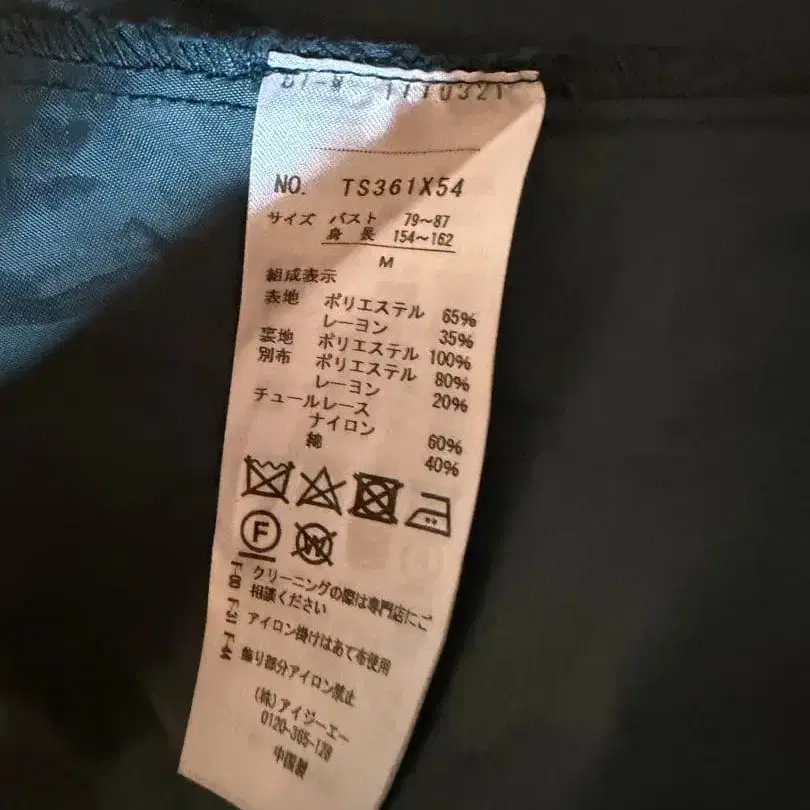 NO. TS361X54
サイズ バスト 79~87
身長 154~162
M
組成表示
表地 ポリエステル 65%
レーヨン 35%
裏地 ポリエステル 100%
別布 ポリエステル 80%
レーヨン 20%
チュールレース
ナイロン 60%
綿 40%
F W
クリーニングの際は専門店にご
相談ください
F-31 アイロン掛けはあて布使用
F-44 飾り部分アイロン禁止
(株)アイジーエー
0120-365-129
中国製